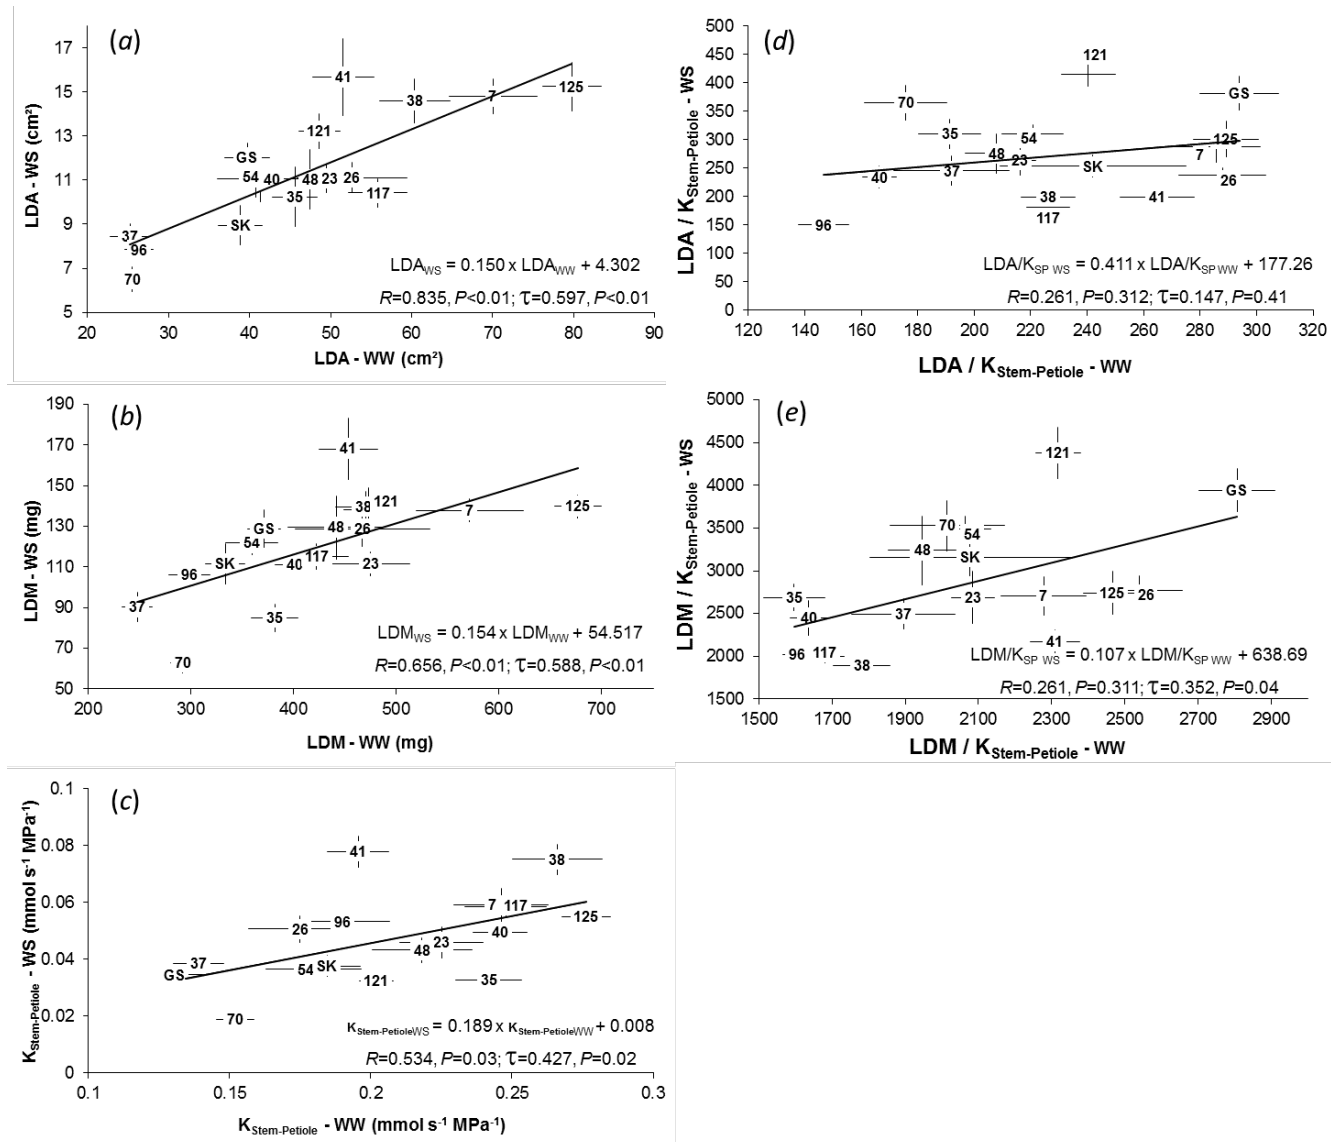 (a)
17
15
13
11
9
7
5
LDA - WS (cm²)
41
125
7
38
121
GS
54
40
48
23
26
117
35
SK
37
96
70
LDA_WS = 0.150 x LDA_WW + 4.302
R=0.835, P<0.01; τ=0.597, P<0.01
20 30 40 50 60 70 80 90
LDA - WW (cm²)
(d)
500
450
400
350
300
250
200
150
100
50
0
LDA / K_Stem-Petiole - WS
121
GS
70
35
54
125
48
23
7
SK
40
37
26
38
41
117
96
LDA/K_SP WS = 0.411 x LDA/K_SP WW + 177.26
R=0.261, P=0.312; τ=0.147, P=0.41
120 140 160 180 200 220 240 260 280 300 320
LDA / K_Stem-Petiole - WW
(b)
190
170
150
130
110
90
70
50
LDM - WS (mg)
41
121
38
125
7
GS
48
26
54
117
SK
40
23
96
37
35
70
LDM_WS = 0.154 x LDM_WW + 54.517
R=0.656, P<0.01; τ=0.588, P<0.01
200 300 400 500 600 700
LDM - WW (mg)
(e)
5000
4500
4000
3500
3000
2500
2000
1500
LDM / K_Stem-Petiole - WS
121
GS
70
54
48
SK
35
23
7
125
26
40
37
41
96
117
38
LDM/K_SP WS = 0.107 x LDM/K_SP WW + 638.69
R=0.261, P=0.311; τ=0.352, P=0.04
1500 1700 1900 2100 2300 2500 2700 2900
LDM / K_Stem-Petiole - WW
(c)
0.1
0.08
0.06
0.04
0.02
0
K_Stem-Petiole - WS (mmol s⁻¹ MPa⁻¹)
41
38
7
117
125
96
26
40
23
48
37
GS
54
SK
121
35
70
K_Stem-Petiole WS = 0.189 x K_Stem-Petiole WW + 0.008
R=0.534, P=0.03; τ=0.427, P=0.02
0.1 0.15 0.2 0.25 0.3
K_Stem-Petiole - WW (mmol s⁻¹ MPa⁻¹)